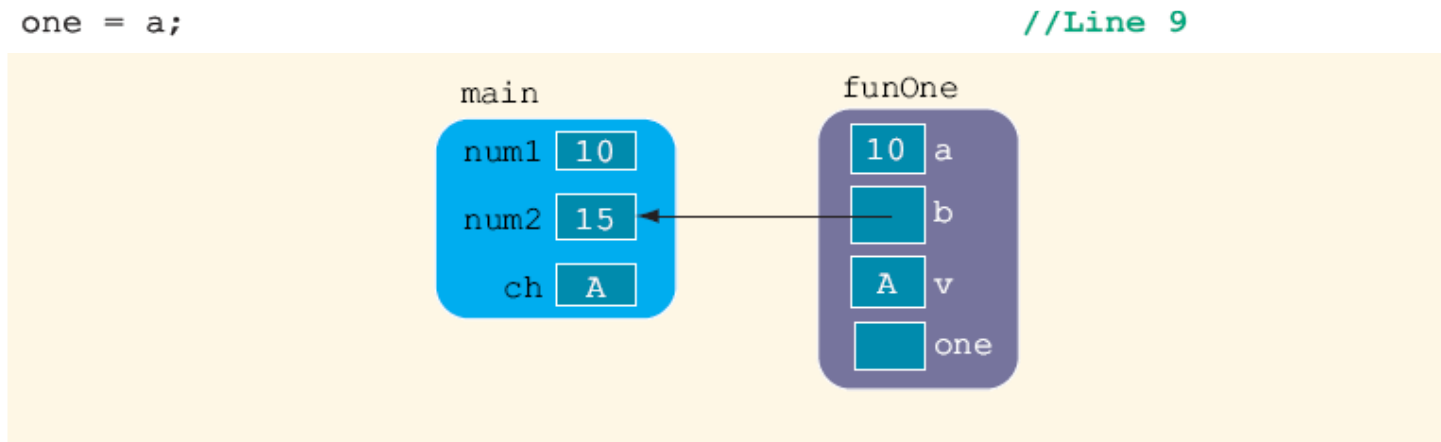 one = a; //Line 9
main funOne
num1 10 10 a
num2 15 b
ch A A v
one